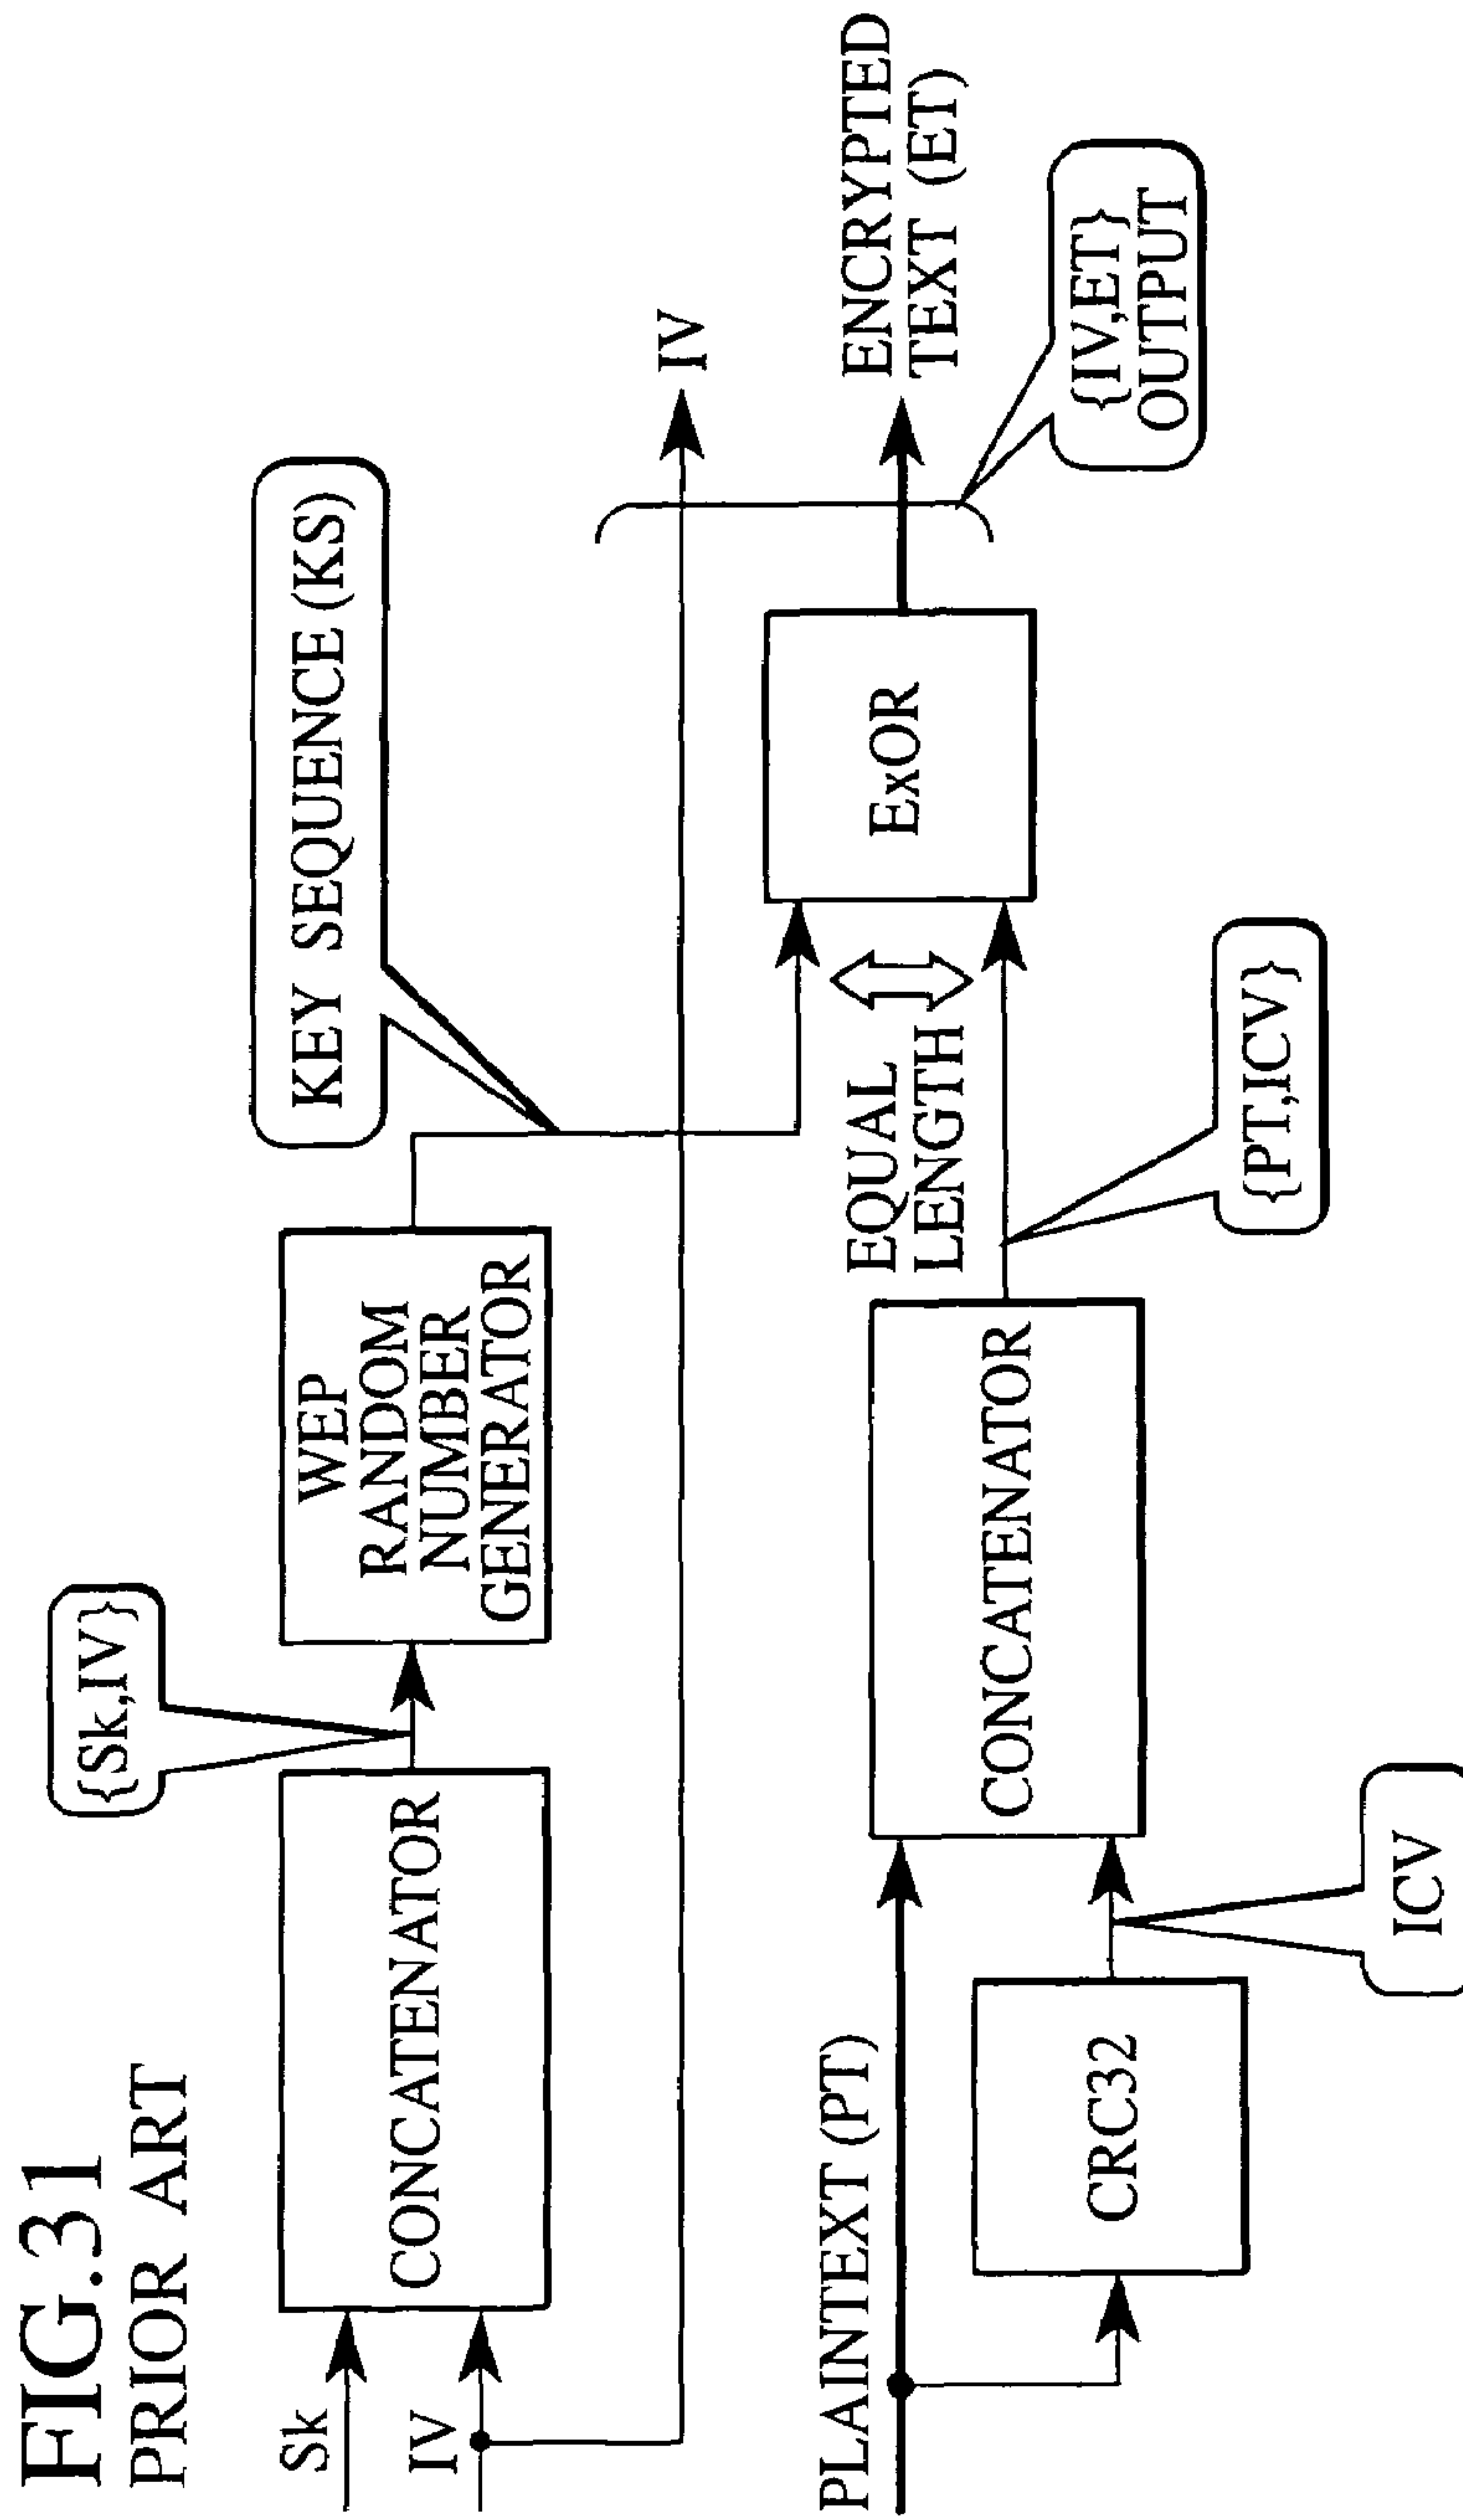 FIG.31
PRIOR ART
Sk
IV
CONCATENATOR
{Sk,IV}
WEP
RANDOM
NUMBER
GENERATOR
KEY SEQUENCE (KS)
IV
PLAINTEXT (PT)
CRC32
ICV
CONCATENATOR
{PT,ICV}
EQUAL
LENGTH
ExOR
ENCRYPTED
TEXT (ET)
{IV,ET}
OUTPUT